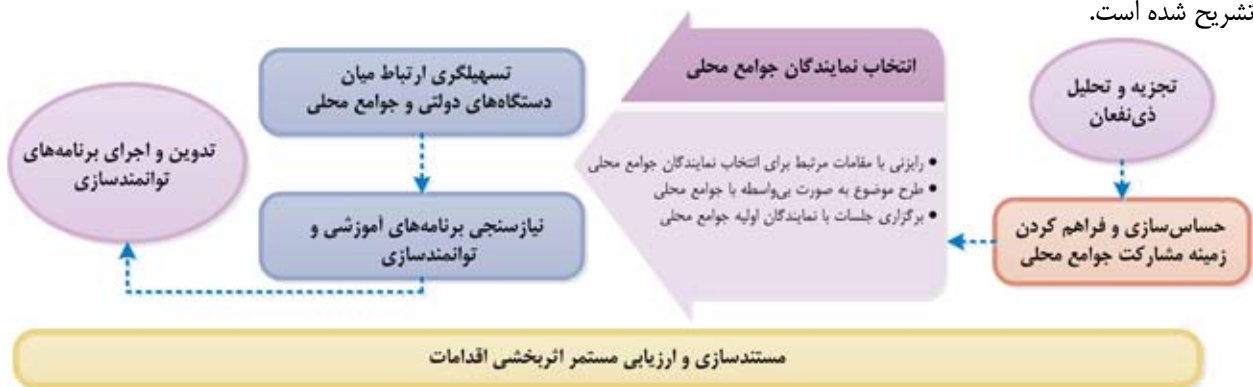 تشریح شده است.
تجزیه و تحلیل
ذی‌نفعان
حساس‌سازی و فراهم کردن
زمینه مشارکت جوامع محلی
انتخاب نمایندگان جوامع محلی
• رایزنی با مقامات مرتبط برای انتخاب نمایندگان جوامع محلی
• طرح موضوع به صورت بی‌واسطه با جوامع محلی
• برگزاری جلسات با نمایندگان اولیه جوامع محلی
تسهیلگری ارتباط میان
دستگاه‌های دولتی و جوامع محلی
نیازسنجی برنامه‌های آموزشی و
توانمندسازی
تدوین و اجرای برنامه‌های
توانمندسازی
مستندسازی و ارزیابی مستمر اثربخشی اقدامات